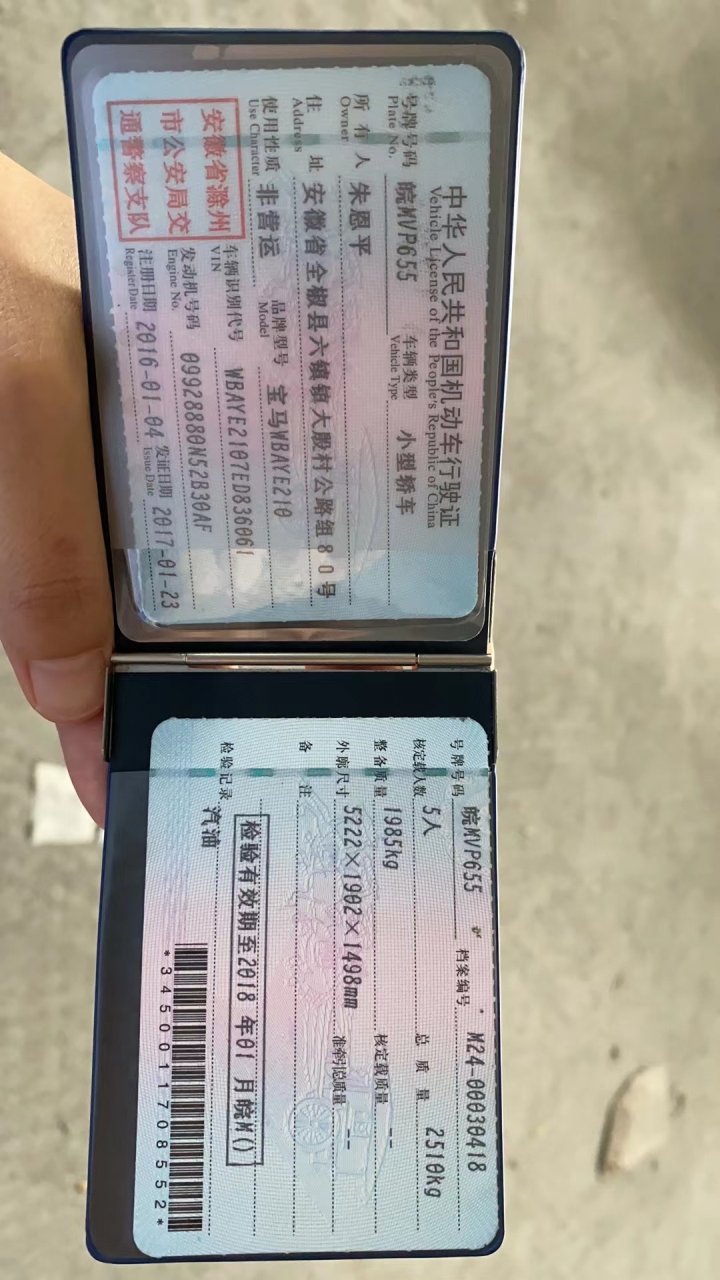 中华人民共和国机动车行驶证
Vehicle License of the People's Republic of China
号牌号码 皖MVP655 车辆类型 小型轿车
Plate No. Vehicle Type
所有人 朱恩平
Owner
住址 安徽省全椒县六镇镇大殷村公路组80号
Address
使用性质 非营运 品牌型号 宝马WBAYE210
Use Character Model
安徽省滁州
市公安局交
通警察支队
车辆识别代号 WBAYE2107ED836061
VIN
发动机号码 09928880N52B30AF
Engine No.
注册日期 2016-01-04 发证日期 2017-01-23
Register Date Issue Date
号牌号码 皖MVP655 档案编号 M24-00030418
核定载人数 5人 总质量 2510kg
整备质量 1985kg 核定载质量 --
外廓尺寸 5222×1902×1498mm 准牵引总质量 --
备注
检验有效期至2018年01月皖M()
检验记录
汽油
*3450011708552*